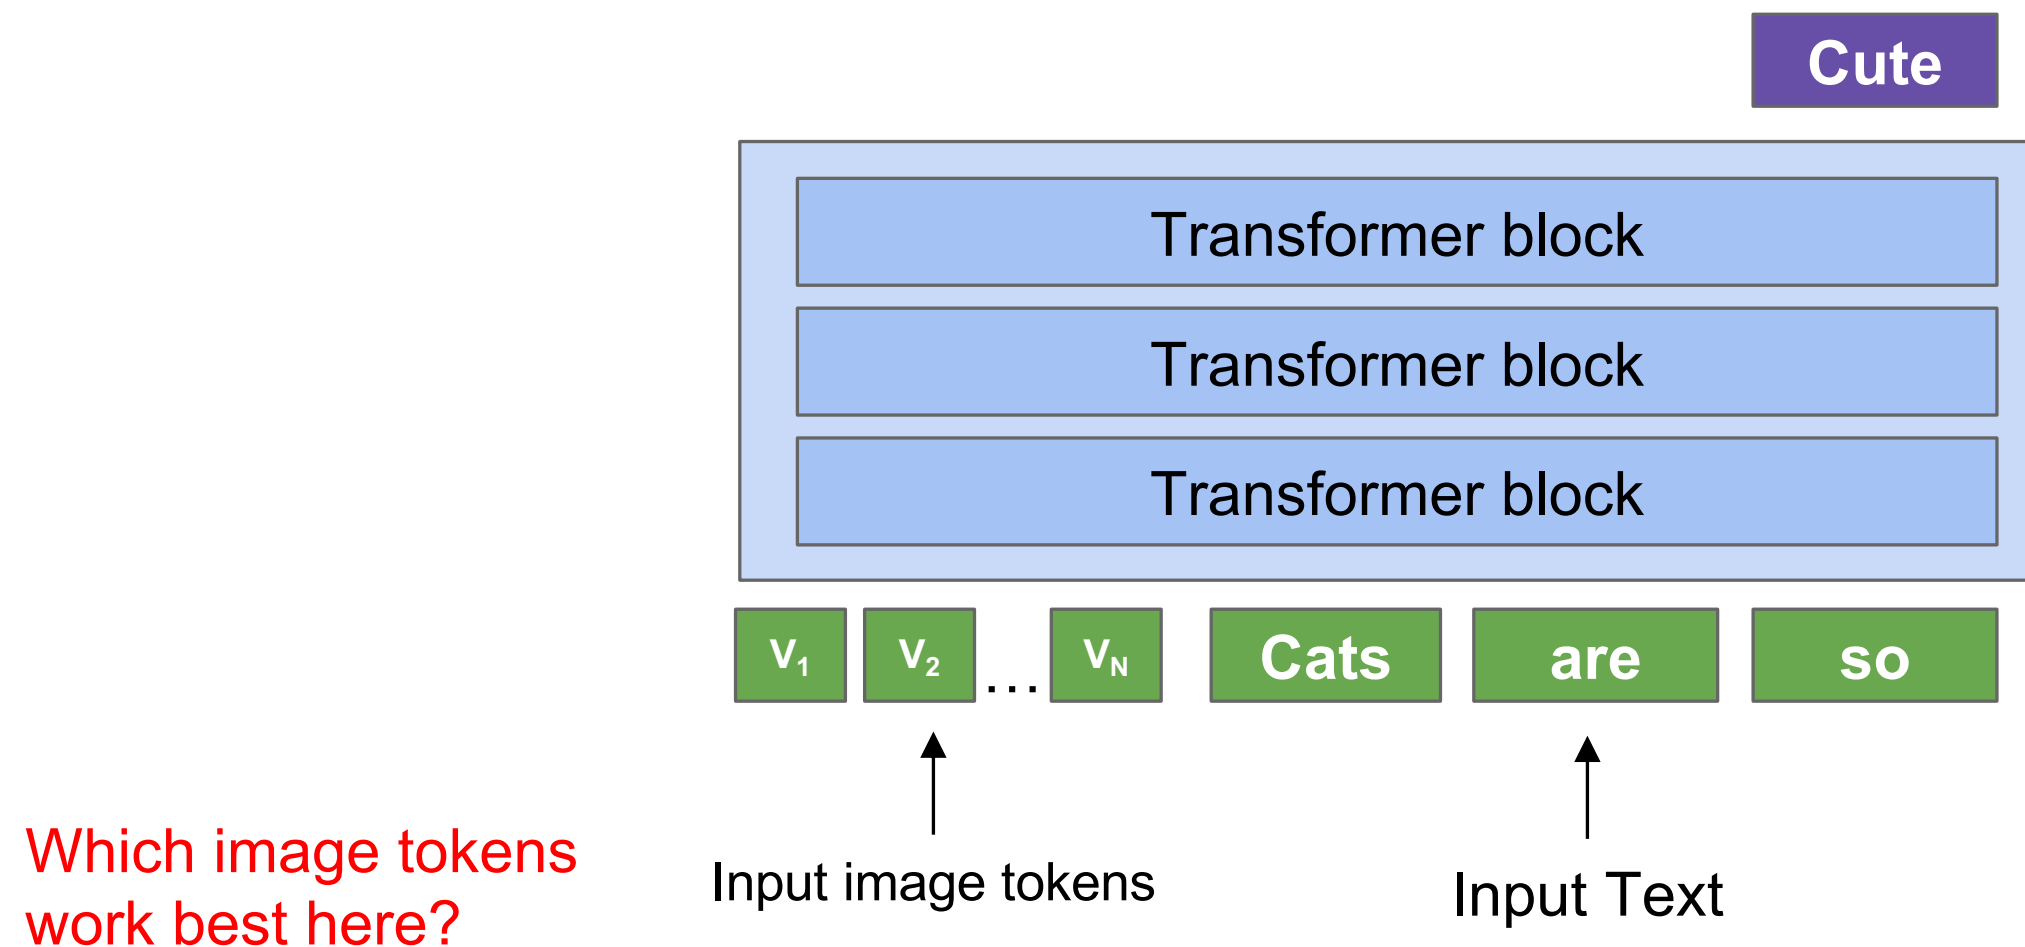 Cute
Transformer block
Transformer block
Transformer block
V₁ V₂ ... V_N Cats are so
Input image tokens
Input Text
Which image tokens
work best here?